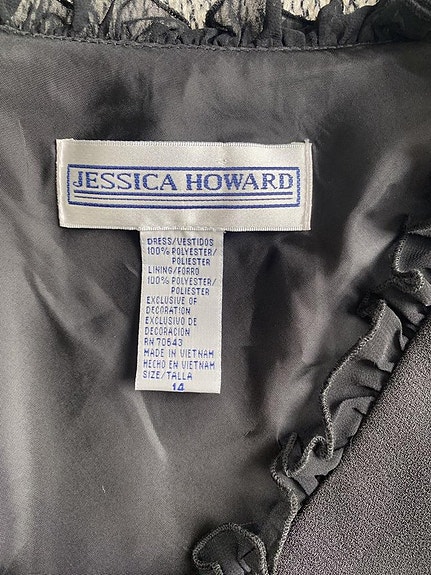 JESSICA HOWARD
DRESS/VESTIDOS
100% POLYESTER/
POLIESTER
LINING/FORRO
100% POLYESTER/
POLIESTER
EXCLUSIVE OF
DECORATION
EXCLUSIVO DE
DECORACION
RN 70643
MADE IN VIETNAM
HECHO EN VIETNAM
SIZE/TALLA
14